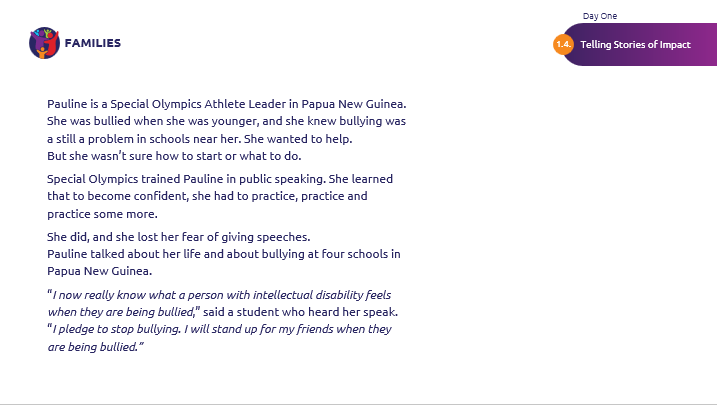 Day One
FAMILIES
1.4. Telling Stories of Impact
Pauline is a Special Olympics Athlete Leader in Papua New Guinea.
She was bullied when she was younger, and she knew bullying was
a still a problem in schools near her. She wanted to help.
But she wasn’t sure how to start or what to do.
Special Olympics trained Pauline in public speaking. She learned
that to become confident, she had to practice, practice and
practice some more.
She did, and she lost her fear of giving speeches.
Pauline talked about her life and about bullying at four schools in
Papua New Guinea.
“I now really know what a person with intellectual disability feels
when they are being bullied,” said a student who heard her speak.
“I pledge to stop bullying. I will stand up for my friends when they
are being bullied.”